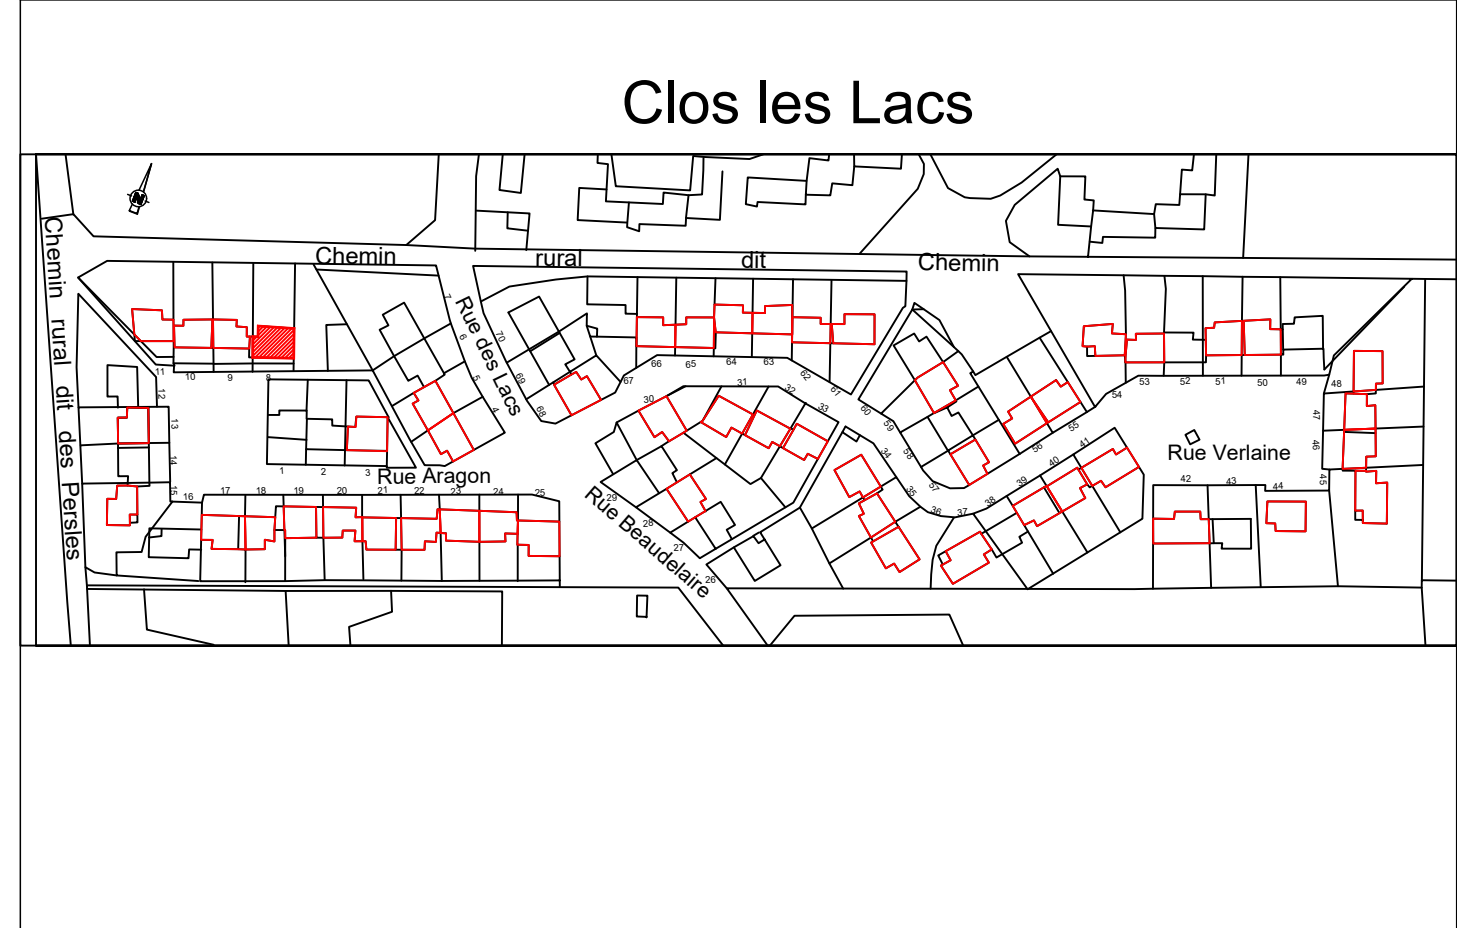 Clos les Lacs
N
Chemin rural dit Chemin
Chemin rural dit des Persles
7
6
5
4
Rue des Lacs
70
69
68
67
66 65 64 63 62 61
60
59
58
57
56
55
54
53 52 51 50 49
48
47
46
45
11 10 9 8
12
13
14
15
16
1 2 3
Rue Aragon
17 18 19 20 21 22 23 24 25
30 31 32 33
34
35
36
37
38
39
40
41
29
28
27
26
Rue Beaudelaire
Rue Verlaine
42 43 44